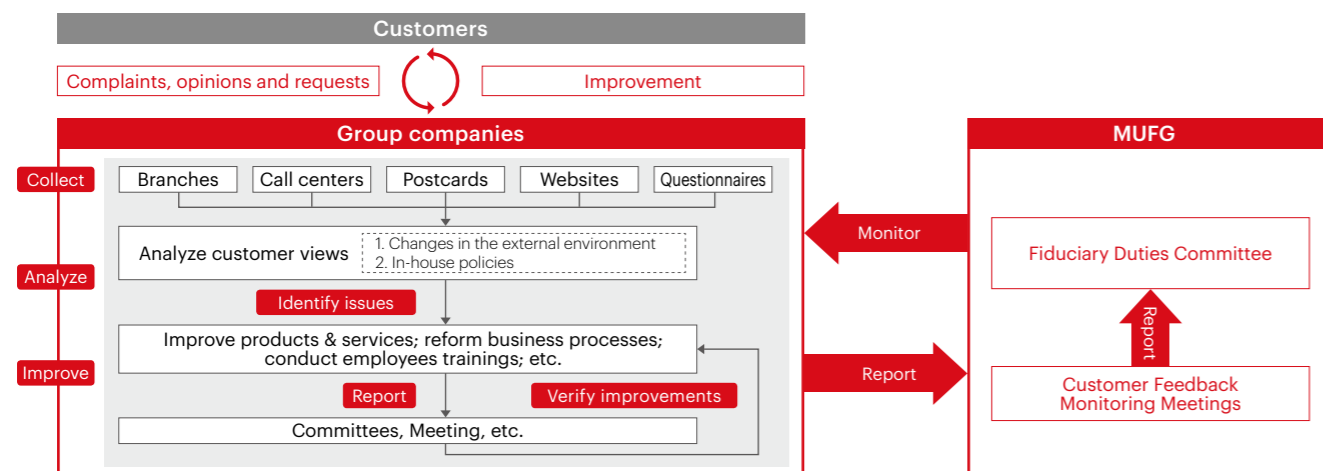 Customers
Complaints, opinions and requests
Improvement
Group companies
MUFG
Collect
Branches
Call centers
Postcards
Websites
Questionnaires
Analyze
Analyze customer views
1. Changes in the external environment
2. In-house policies
Identify issues
Improve
Improve products & services; reform business processes;
conduct employees trainings; etc.
Report
Verify improvements
Committees, Meeting, etc.
Monitor
Report
Fiduciary Duties Committee
Report
Customer Feedback
Monitoring Meetings